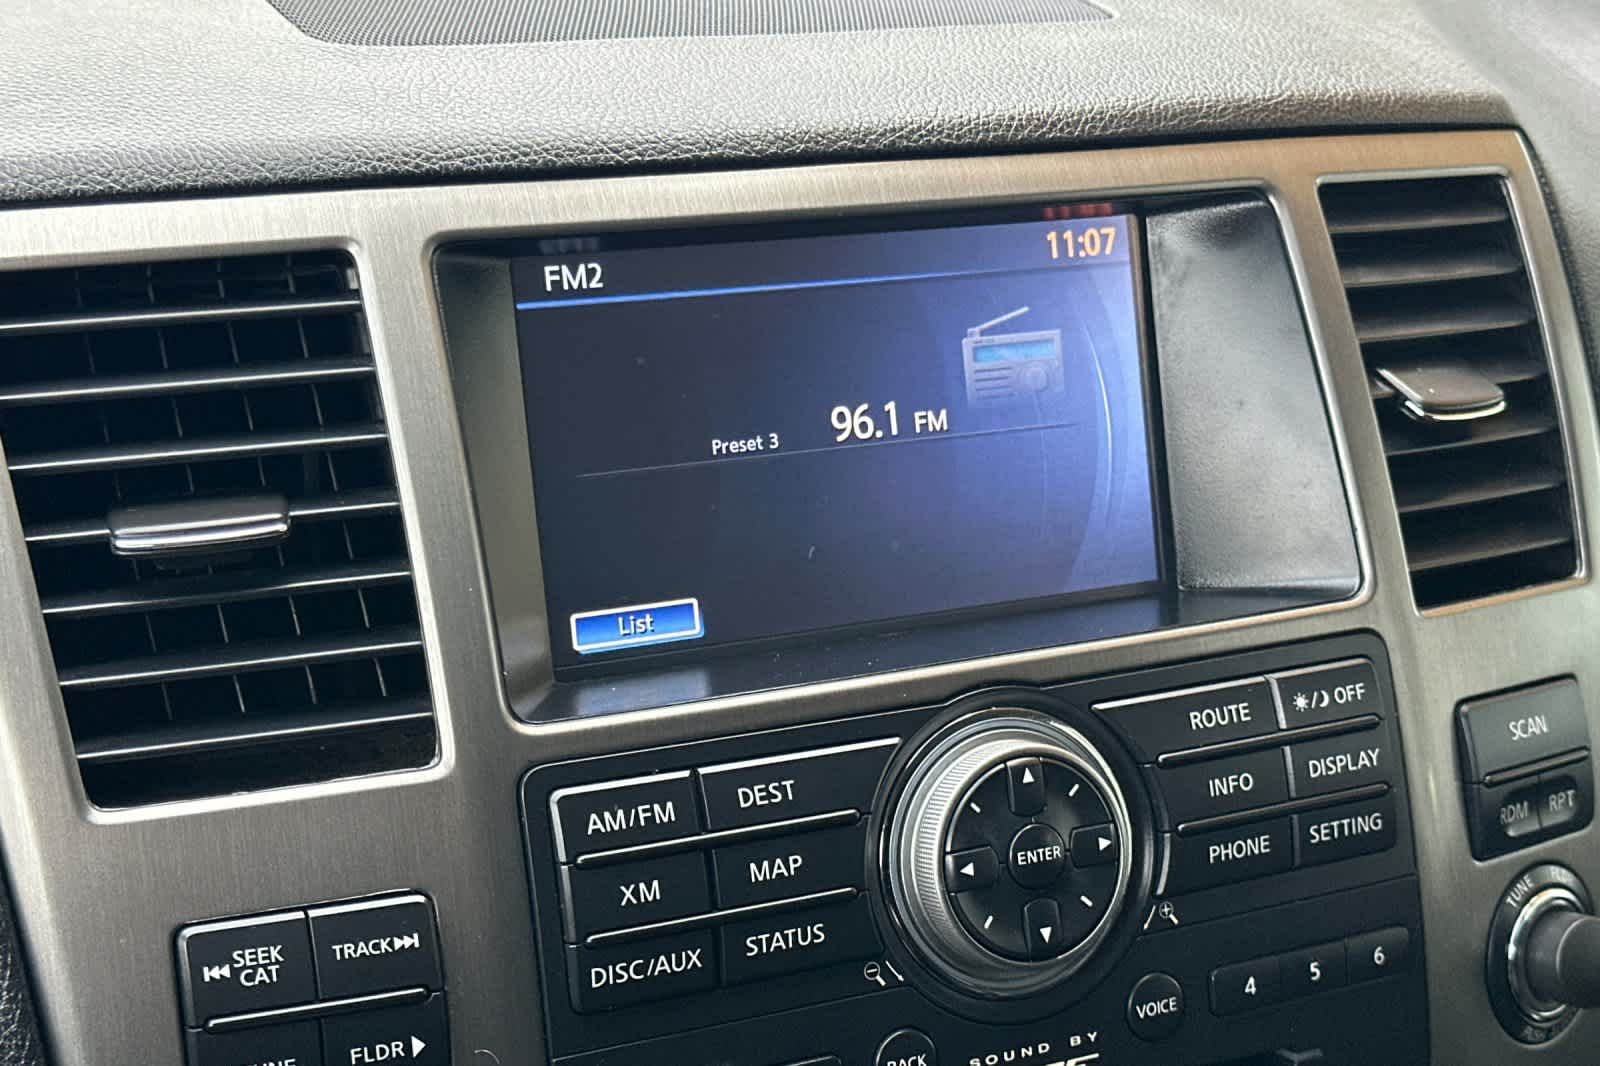 11:07
FM2
96.1 FM
Preset 3
List
ROUTE
OFF
SCAN
AM/FM
DEST
INFO
DISPLAY
RDM
RPT
XM
MAP
ENTER
PHONE
SETTING
SEEK
CAT
TRACK
DISC/AUX
STATUS
TUNE
VOICE
4
5
6
FLDR
BACK
SOUND BY